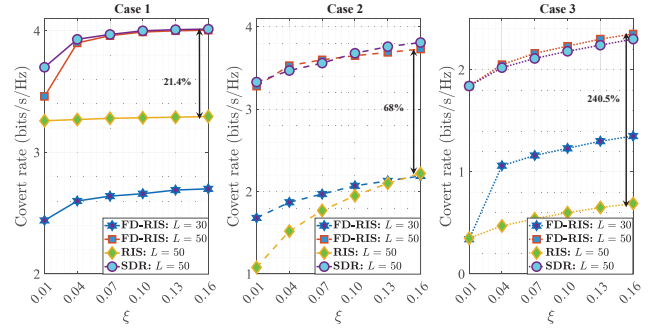 Case 1
Covert rate (bits/s/Hz)
4
3
2
21.4%
FD-RIS: L = 30
FD-RIS: L = 50
RIS: L = 50
SDR: L = 50
0.01 0.04 0.07 0.10 0.13 0.16
ξ
Case 2
Covert rate (bits/s/Hz)
4
3
2
1
68%
FD-RIS: L = 30
FD-RIS: L = 50
RIS: L = 50
SDR: L = 50
0.01 0.04 0.07 0.10 0.13 0.16
ξ
Case 3
Covert rate (bits/s/Hz)
2
1
0
240.5%
FD-RIS: L = 30
FD-RIS: L = 50
RIS: L = 50
SDR: L = 50
0.01 0.04 0.07 0.10 0.13 0.16
ξ